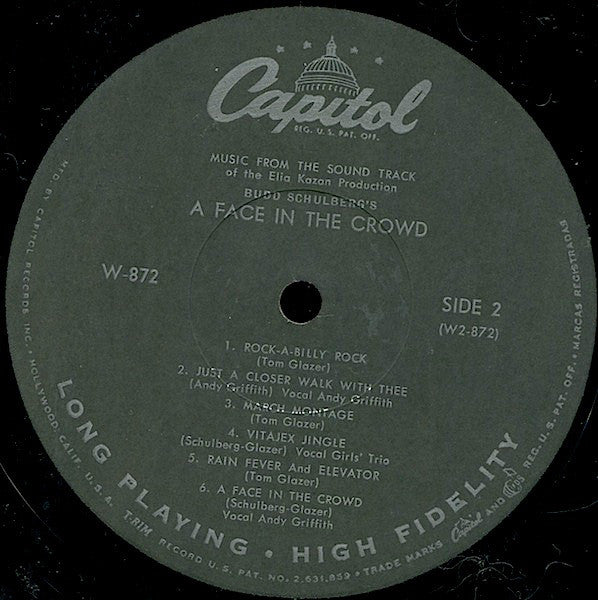 Capitol
REG. U. S. PAT. OFF.
MUSIC FROM THE SOUND TRACK
of the Elia Kazan Production
BUDD SCHULBERG'S
A FACE IN THE CROWD
W-872
SIDE 2
(W2-872)
1. ROCK-A-BILLY ROCK
(Tom Glazer)
2. JUST A CLOSER WALK WITH THEE
(Andy Griffith) Vocal Andy Griffith
3. MARCH MONTAGE
(Tom Glazer)
4. VITAJEX JINGLE
(Schulberg-Glazer) Vocal Girls' Trio
5. RAIN FEVER And ELEVATOR
(Tom Glazer)
6. A FACE IN THE CROWD
(Schulberg-Glazer)
Vocal Andy Griffith
LONG PLAYING • HIGH FIDELITY
MFD. BY CAPITOL RECORDS, INC. • HOLLYWOOD, CALIF., U. S. A. T-RIM RECORD U. S. PAT. NO. 2,631,859 • TRADE MARKS Capitol AND REG. U. S. PAT. OFF. • MARCAS REGISTRADAS